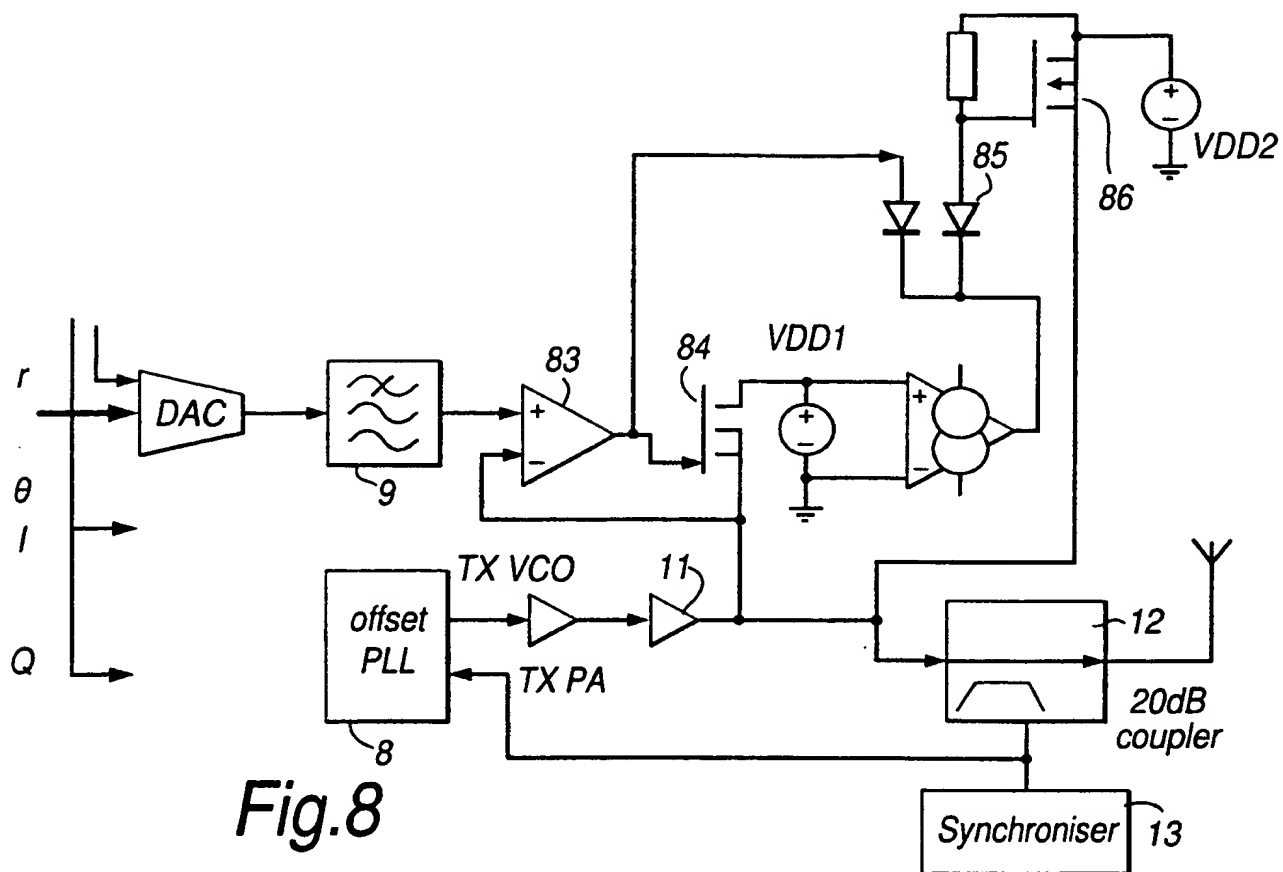 86
VDD2
85
VDD1
84
83
r
DAC
9
θ
I
Q
TX VCO
11
offset
PLL
TX PA
8
12
20dB
coupler
Synchroniser
13
Fig.8
+
-
+
-
+
-
+
-